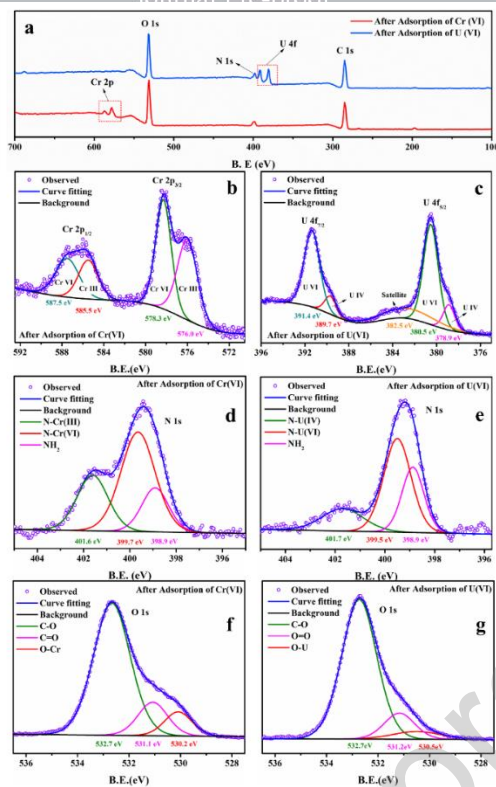 a
After Adsorption of Cr (VI)
After Adsorption of U (VI)
O 1s
N 1s
U 4f
C 1s
Cr 2p
700 600 500 400 300 200 100
B. E (eV)
Observed
Curve fitting
Background
b
Cr 2p3/2
Cr 2p1/2
Cr VI
Cr III
Cr VI
Cr III
587.5 eV
585.5 eV
578.3 eV
576.0 eV
After Adsorption of Cr(VI)
592 588 584 580 576 572
B.E.(eV)
Observed
Curve fitting
Background
c
U 4f5/2
U 4f7/2
U VI
U IV
Satellite
U VI
U IV
391.4 eV
389.7 eV
382.5 eV
380.5 eV
378.9 eV
After Adsorption of U(VI)
396 392 388 384 380 376
B.E.(eV)
Observed
Curve fitting
Background
N-Cr(III)
N-Cr(VI)
NH2
After Adsorption of Cr(VI)
d
N 1s
401.6 eV
399.7 eV
398.9 eV
404 402 400 398 396
B.E. (eV)
Observed
Curve fitting
Background
N-U(IV)
N-U(VI)
NH2
After Adsorption of U(VI)
e
N 1s
401.7 eV
399.5 eV
398.9 eV
404 402 400 398 396
B.E. (eV)
Observed
Curve fitting
Background
C-O
C=O
O-Cr
After Adsorption of Cr(VI)
O 1s
f
532.7 eV
531.1 eV
530.2 eV
536 534 532 530 528
B.E.(eV)
Observed
Curve fitting
Background
C-O
O=O
O-U
After Adsorption of U(VI)
O 1s
g
532.7eV
531.2eV
530.5eV
536 534 532 530 528
B.E.(eV)